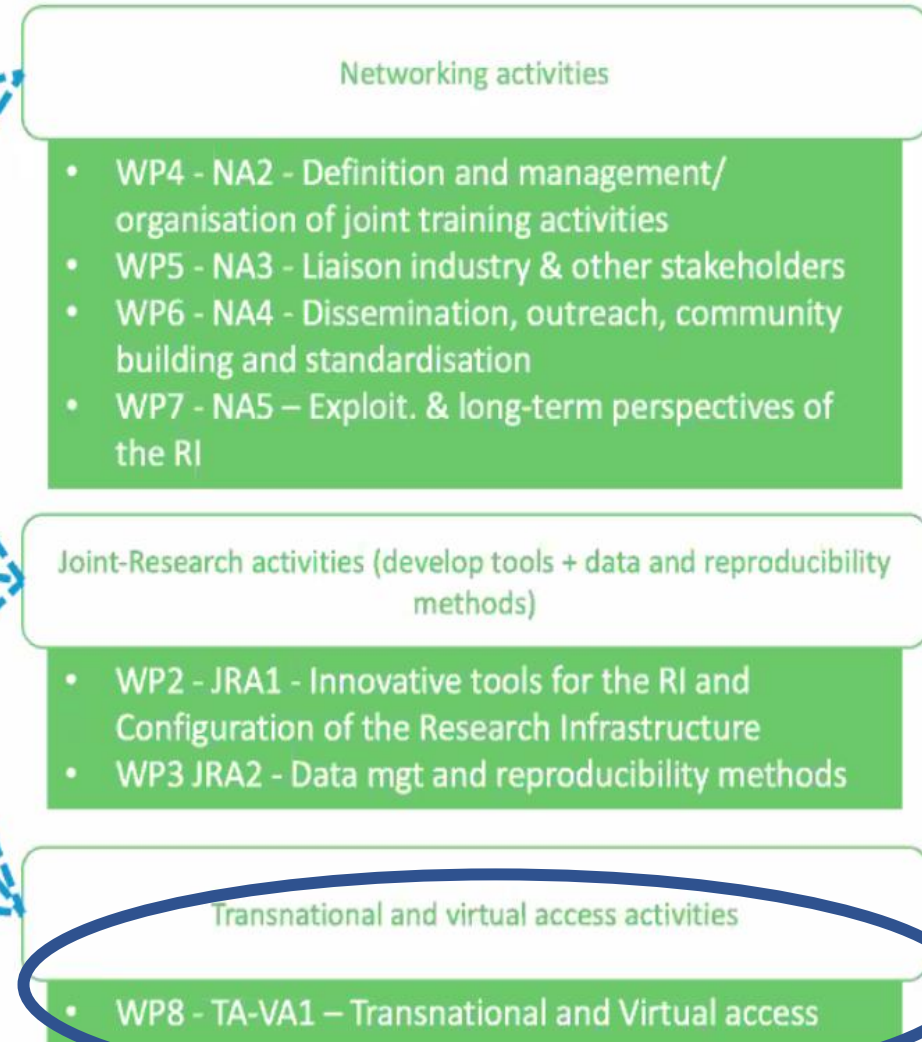 Networking activities
• WP4 - NA2 - Definition and management/
organisation of joint training activities
• WP5 - NA3 - Liaison industry & other stakeholders
• WP6 - NA4 - Dissemination, outreach, community
building and standardisation
• WP7 - NA5 – Exploit. & long-term perspectives of
the RI
Joint-Research activities (develop tools + data and reproducibility
methods)
• WP2 - JRA1 - Innovative tools for the RI and
Configuration of the Research Infrastructure
• WP3 JRA2 - Data mgt and reproducibility methods
Transnational and virtual access activities
• WP8 - TA-VA1 – Transnational and Virtual access